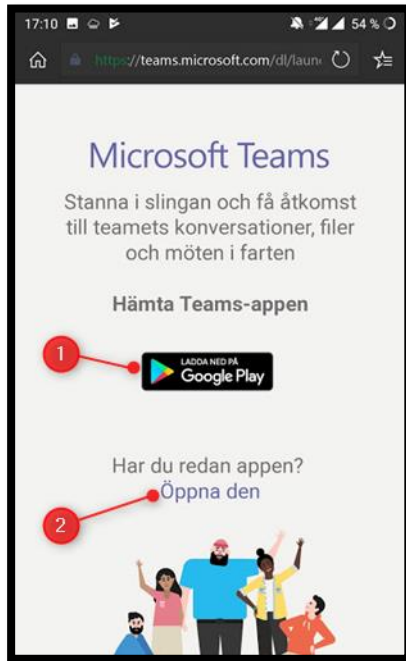 17:10 54 %
https://teams.microsoft.com/dl/laun
Microsoft Teams
Stanna i slingan och få åtkomst
till teamets konversationer, filer
och möten i farten
Hämta Teams-appen
1
LADDA NED PÅ
Google Play
Har du redan appen?
Öppna den
2